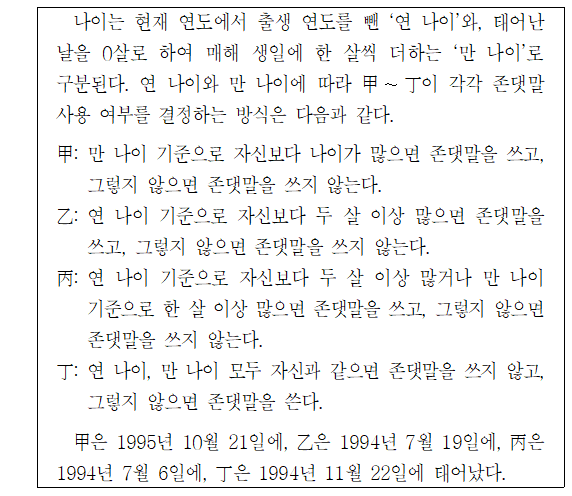 나이는 현재 연도에서 출생 연도를 뺀 ‘연 나이’와, 태어난
날을 0살로 하여 매해 생일에 한 살씩 더하는 ‘만 나이’로
구분된다. 연 나이와 만 나이에 따라 甲~丁이 각각 존댓말
사용 여부를 결정하는 방식은 다음과 같다.
甲: 만 나이 기준으로 자신보다 나이가 많으면 존댓말을 쓰고,
그렇지 않으면 존댓말을 쓰지 않는다.
乙: 연 나이 기준으로 자신보다 두 살 이상 많으면 존댓말을
쓰고, 그렇지 않으면 존댓말을 쓰지 않는다.
丙: 연 나이 기준으로 자신보다 두 살 이상 많거나 만 나이
기준으로 한 살 이상 많으면 존댓말을 쓰고, 그렇지 않으면
존댓말을 쓰지 않는다.
丁: 연 나이, 만 나이 모두 자신과 같으면 존댓말을 쓰지 않고,
그렇지 않으면 존댓말을 쓴다.
甲은 1995년 10월 21일에, 乙은 1994년 7월 19일에, 丙은
1994년 7월 6일에, 丁은 1994년 11월 22일에 태어났다.